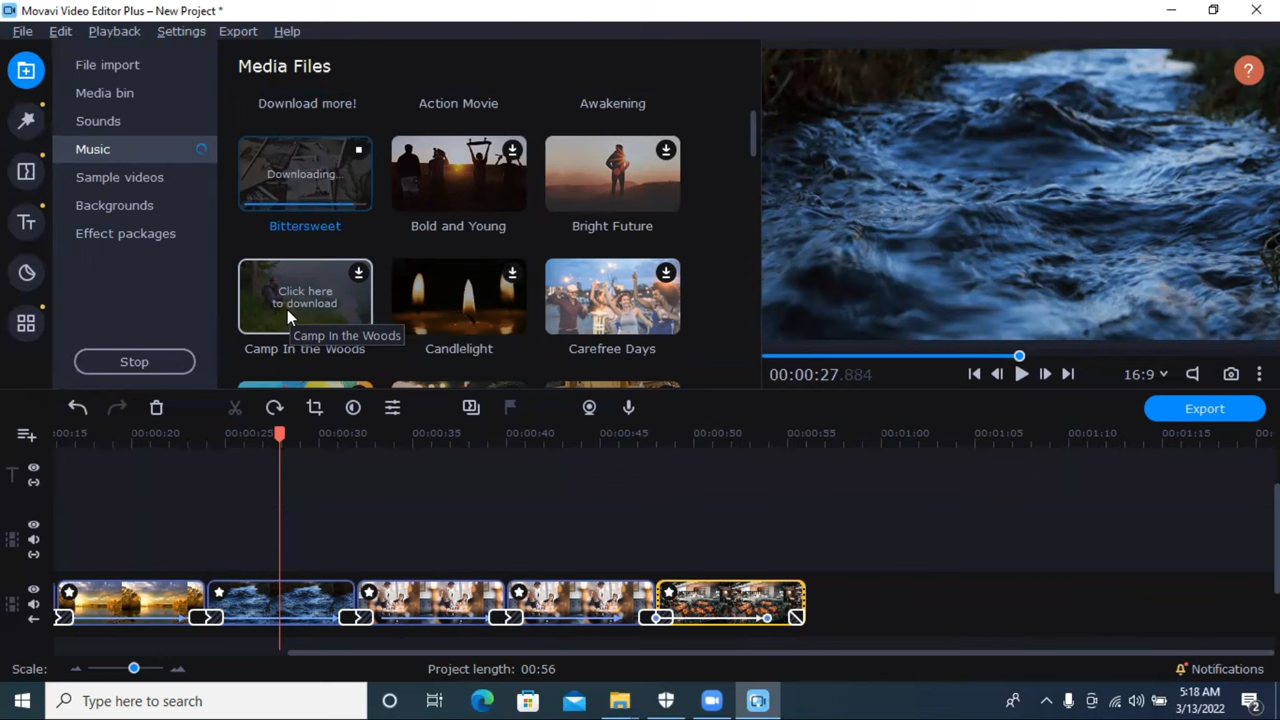 Movavi Video Editor Plus – New Project *
File Edit Playback Settings Export Help
File import
Media bin
Sounds
Music
Sample videos
Backgrounds
Effect packages
Stop
Media Files
Download more! Action Movie Awakening
Downloading...
Bittersweet Bold and Young Bright Future
Click here
to download
Camp In the Woods
Camp In the Woods Candlelight Carefree Days
?
00:00:27.884
16:9
Export
:00:15 00:00:20 00:00:25 00:00:30 00:00:35 00:00:40 00:00:45 00:00:50 00:00:55 00:01:00 00:01:05 00:01:10 00:01:15 00:
Scale:
Project length: 00:56
Notifications
Type here to search
5:18 AM
3/13/2022
2